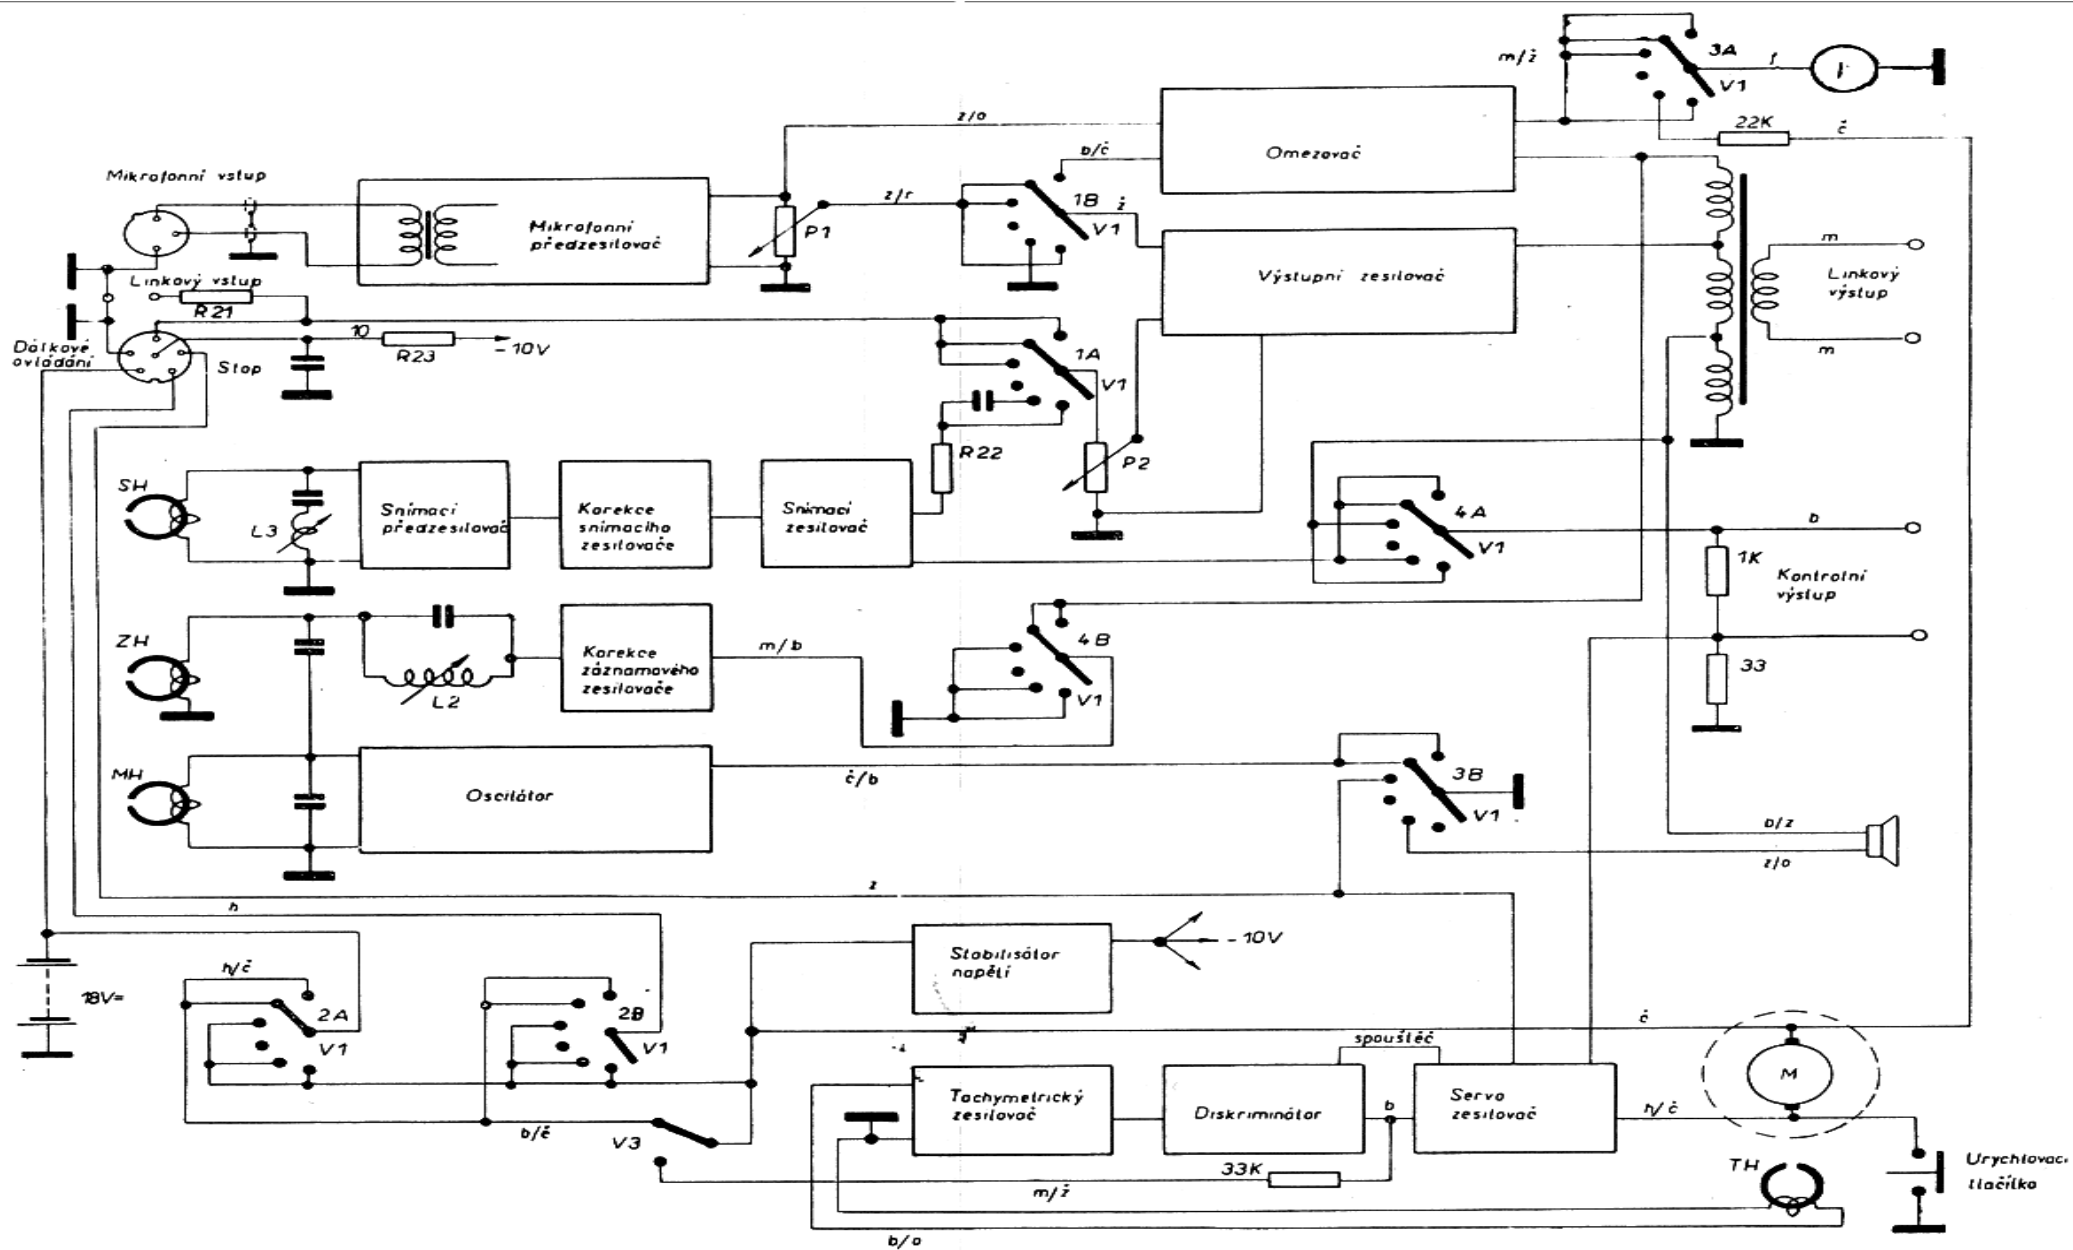 m/ž
3A
V1
f
22K
č
z/o
Omezovač
b/č
Mikrofonní vstup
Mikrofonní
předzesilovač
P1
z/r
1B
V1
ž
Výstupní zesilovač
m
Linkový
výstup
m
Linkový vstup
R21
10
R23
-10V
Dálkové
ovládání
Stop
1A
V1
R22
P2
SH
L3
Snímací
předzesilovač
Korekce
snímacího
zesilovače
Snímací
zesilovač
4A
V1
b
1K
Kontrolní
výstup
33
ZH
L2
Korekce
záznamového
zesilovače
m/b
4B
V1
MH
Oscilátor
č/b
3B
V1
b/z
z/o
z
h
18V=
h/č
2A
V1
2B
V1
Stabilisátor
napětí
-10V
č
b/č
V3
Tachymetrický
zesilovač
Diskriminátor
spouštěč
b
Servo
zesilovač
h/č
M
33K
m/ž
TH
Urychlovací
tlačítko
b/o